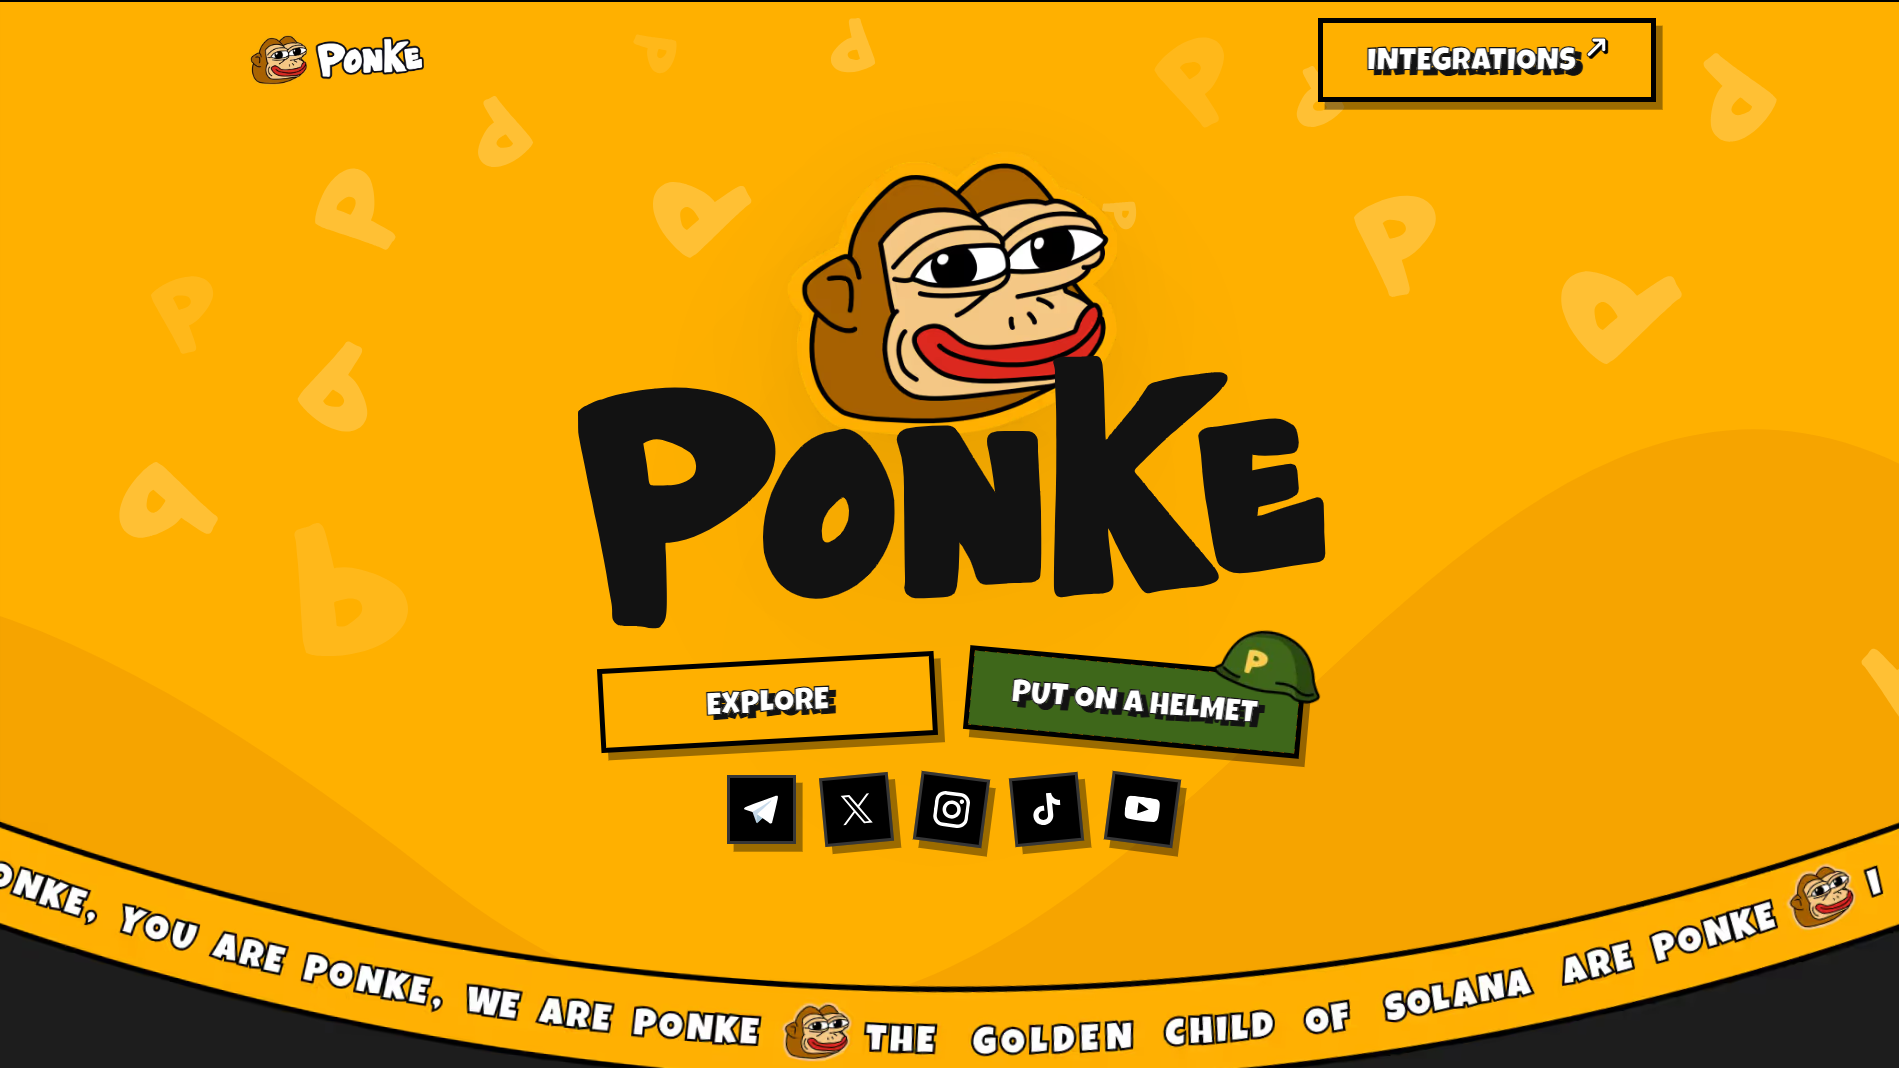 PONKE
INTEGRATIONS
PONKE
EXPLORE
PUT ON A HELMET
P
ONKE, YOU ARE PONKE, WE ARE PONKE THE GOLDEN CHILD OF SOLANA ARE PONKE I